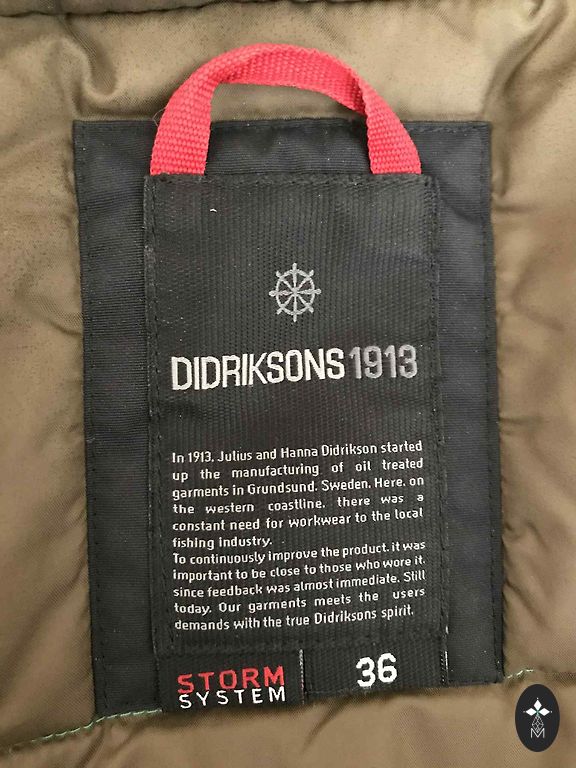 DIDRIKSONS1913
In 1913, Julius and Hanna Didrikson started
up the manufacturing of oil treated
garments in Grundsund, Sweden. Here, on
the western coastline, there was a
constant need for workwear to the local
fishing industry.
To continuously improve the product, it was
important to be close to those who wore it,
since feedback was almost immediate. Still
today. Our garments meets the users
demands with the true Didriksons spirit.
STORM
SYSTEM
36
M